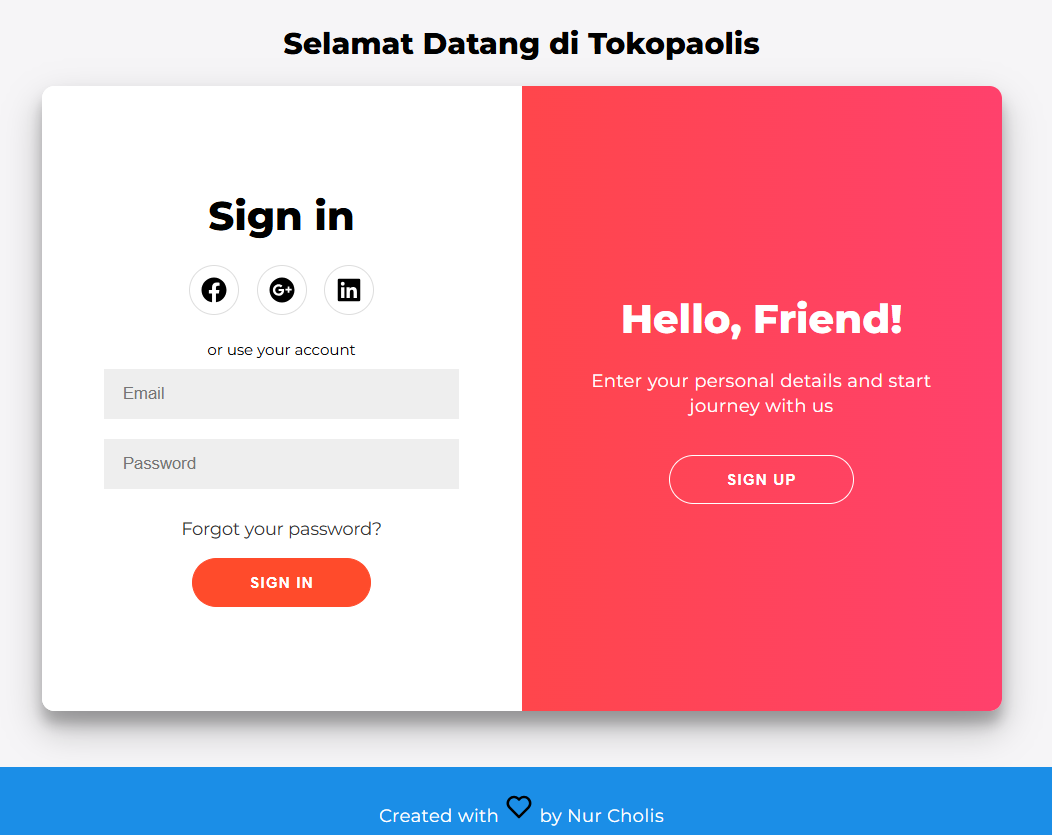 Selamat Datang di Tokopaolis
Sign in
or use your account
Email
Password
Forgot your password?
SIGN IN
Hello, Friend!
Enter your personal details and start
journey with us
SIGN UP
Created with by Nur Cholis